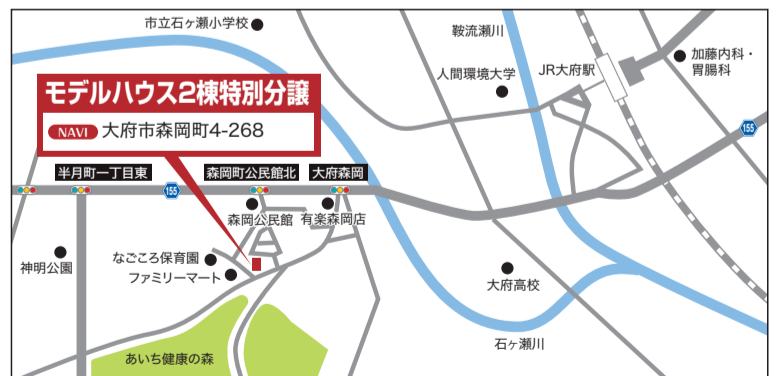 市立石ヶ瀬小学校
鞍流瀬川
加藤内科・
胃腸科
人間環境大学
JR大府駅
モデルハウス2棟特別分譲
NAVI 大府市森岡町4-268
155
半月町一丁目東
155
森岡町公民館北
大府森岡
森岡公民館
有楽森岡店
神明公園
なごころ保育園
ファミリーマート
大府高校
石ヶ瀬川
あいち健康の森